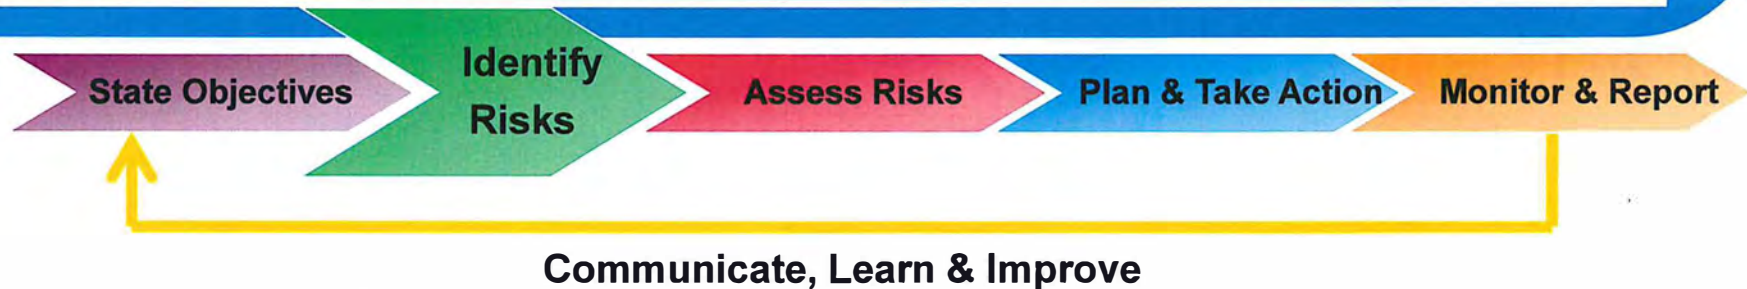 State Objectives
Identify
Risks
Assess Risks
Plan & Take Action
Monitor & Report
Communicate, Learn & Improve